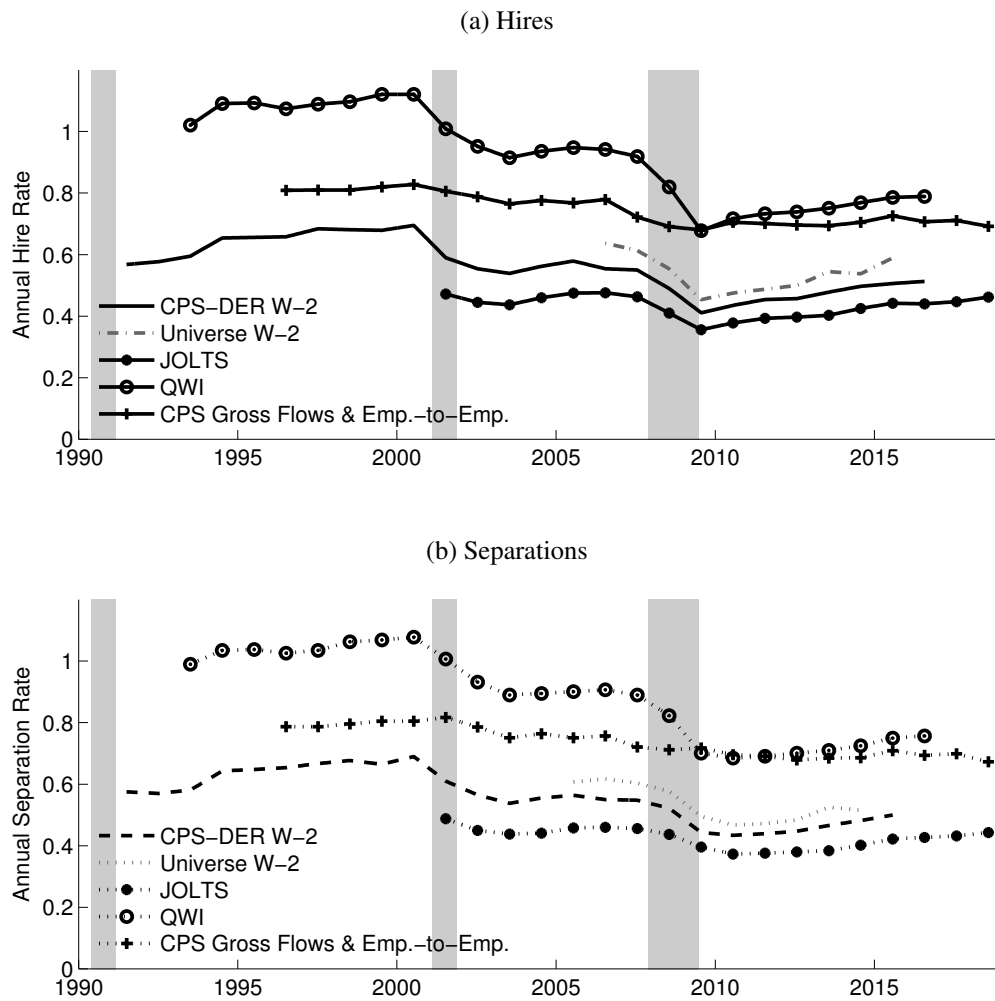 (a) Hires
1
0.8
0.6
0.4
0.2
0
Annual Hire Rate
CPS−DER W−2
Universe W−2
JOLTS
QWI
CPS Gross Flows & Emp.−to−Emp.
1990 1995 2000 2005 2010 2015
(b) Separations
1
0.8
0.6
0.4
0.2
0
Annual Separation Rate
CPS−DER W−2
Universe W−2
JOLTS
QWI
CPS Gross Flows & Emp.−to−Emp.
1990 1995 2000 2005 2010 2015